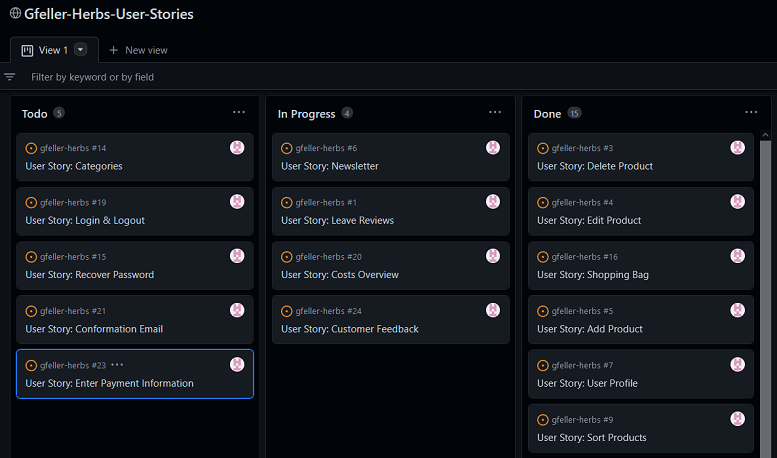 Gfeller-Herbs-User-Stories
View 1
New view
Filter by keyword or by field
Todo 5
gfeller-herbs #14
User Story: Categories
gfeller-herbs #19
User Story: Login & Logout
gfeller-herbs #15
User Story: Recover Password
gfeller-herbs #21
User Story: Conformation Email
gfeller-herbs #23
User Story: Enter Payment Information
In Progress 4
gfeller-herbs #6
User Story: Newsletter
gfeller-herbs #1
User Story: Leave Reviews
gfeller-herbs #20
User Story: Costs Overview
gfeller-herbs #24
User Story: Customer Feedback
Done 15
gfeller-herbs #3
User Story: Delete Product
gfeller-herbs #4
User Story: Edit Product
gfeller-herbs #16
User Story: Shopping Bag
gfeller-herbs #5
User Story: Add Product
gfeller-herbs #7
User Story: User Profile
gfeller-herbs #9
User Story: Sort Products